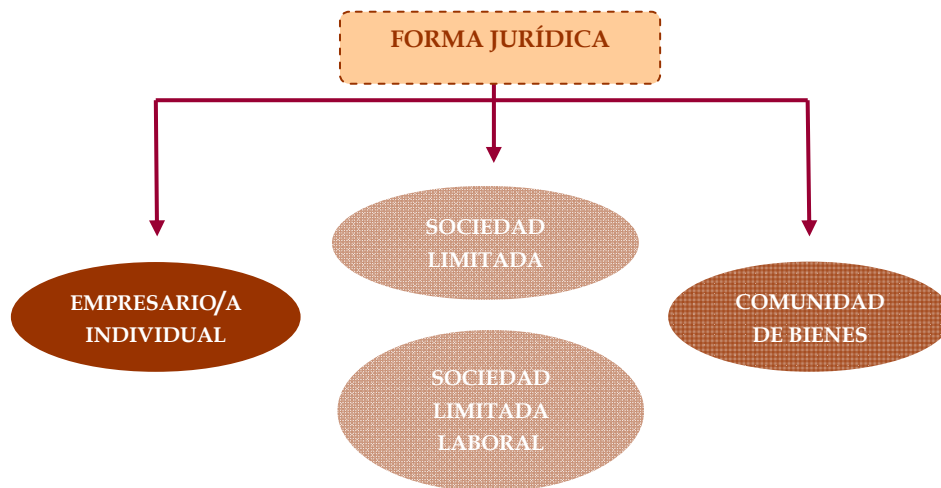 FORMA JURÍDICA
SOCIEDAD
LIMITADA
EMPRESARIO/A
INDIVIDUAL
COMUNIDAD
DE BIENES
SOCIEDAD
LIMITADA
LABORAL